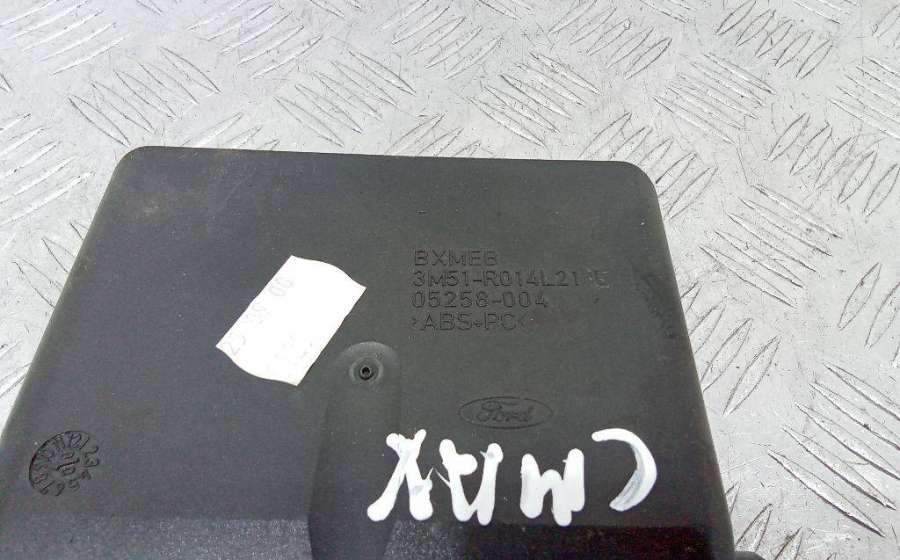 BXMEB
3M51-R014L21
05258-004
>ABS+PC<
Ford
CMAX